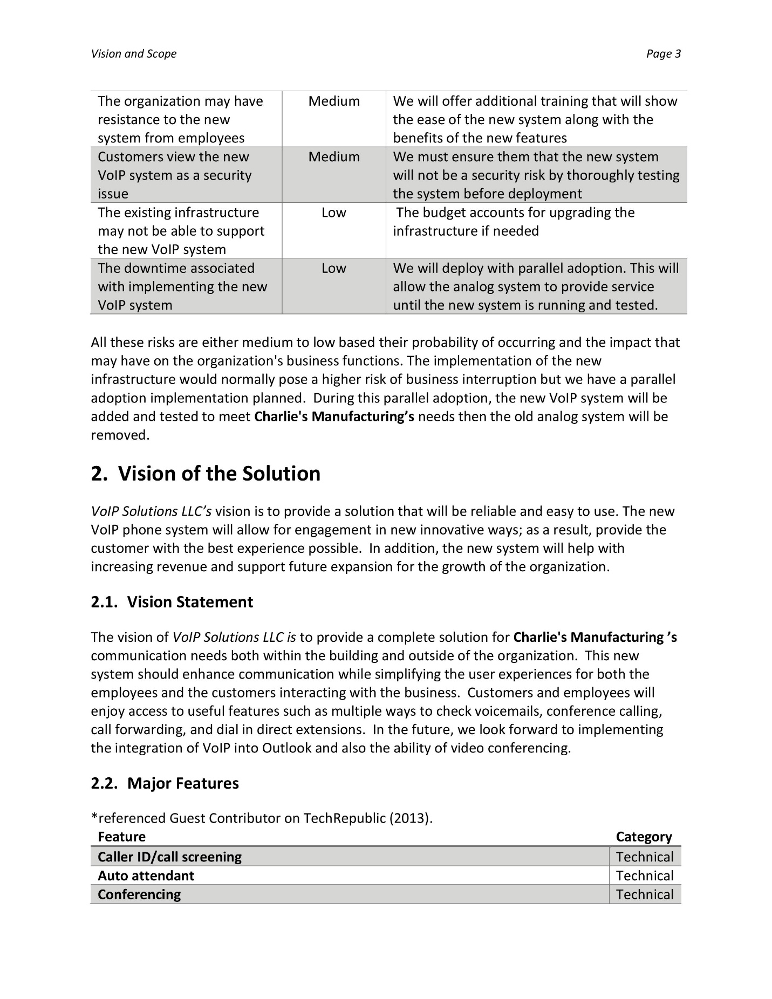 Vision and Scope Page 3
The organization may have Medium We will offer additional training that will show
resistance to the new the ease of the new system along with the
system from employees benefits of the new features
Customers view the new Medium We must ensure them that the new system
VoIP system as a security will not be a security risk by thoroughly testing
issue the system before deployment
The existing infrastructure Low The budget accounts for upgrading the
may not be able to support infrastructure if needed
the new VoIP system
The downtime associated Low We will deploy with parallel adoption. This will
with implementing the new allow the analog system to provide service
VoIP system until the new system is running and tested.
All these risks are either medium to low based their probability of occurring and the impact that
may have on the organization's business functions. The implementation of the new
infrastructure would normally pose a higher risk of business interruption but we have a parallel
adoption implementation planned.  During this parallel adoption, the new VoIP system will be
added and tested to meet Charlie's Manufacturing’s needs then the old analog system will be
removed.
2.  Vision of the Solution
VoIP Solutions LLC’s vision is to provide a solution that will be reliable and easy to use. The new
VoIP phone system will allow for engagement in new innovative ways; as a result, provide the
customer with the best experience possible.  In addition, the new system will help with
increasing revenue and support future expansion for the growth of the organization.
2.1.  Vision Statement
The vision of VoIP Solutions LLC is to provide a complete solution for Charlie's Manufacturing ’s
communication needs both within the building and outside of the organization.  This new
system should enhance communication while simplifying the user experiences for both the
employees and the customers interacting with the business.  Customers and employees will
enjoy access to useful features such as multiple ways to check voicemails, conference calling,
call forwarding, and dial in direct extensions.  In the future, we look forward to implementing
the integration of VoIP into Outlook and also the ability of video conferencing.
2.2.  Major Features
*referenced Guest Contributor on TechRepublic (2013).
Feature Category
Caller ID/call screening Technical
Auto attendant Technical
Conferencing Technical